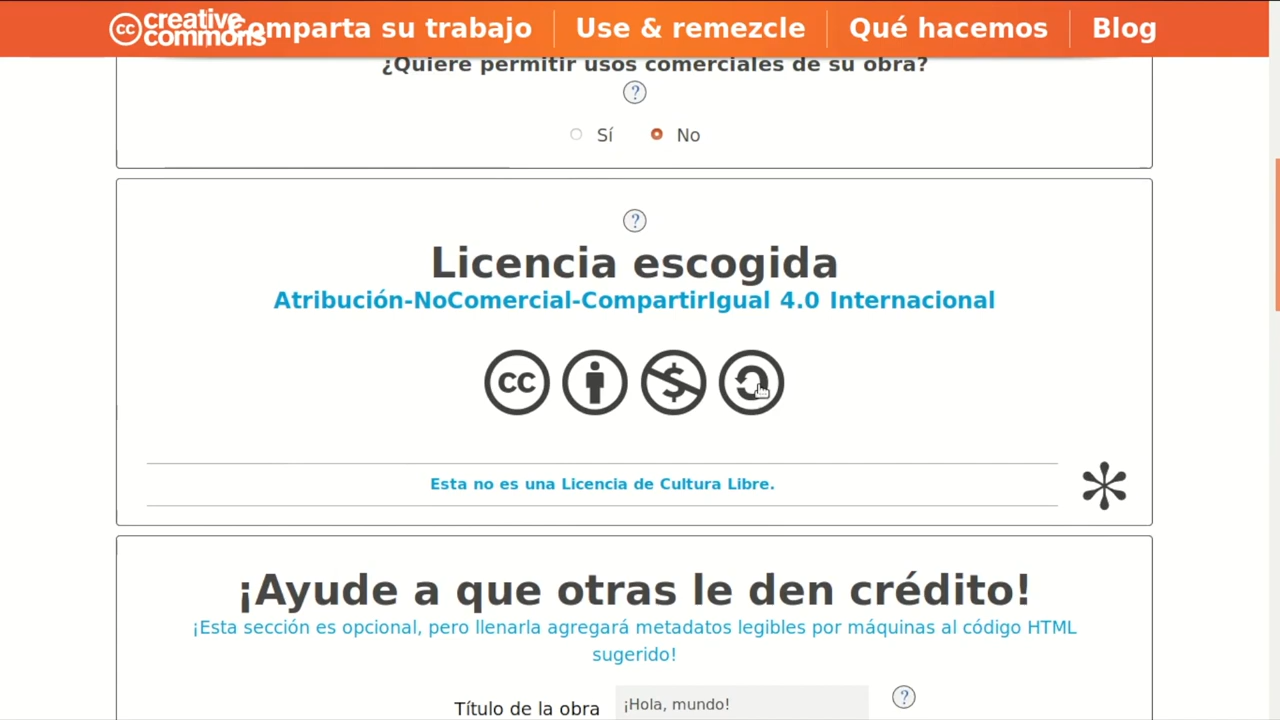 creative commons
Comparta su trabajo
Use & remezcle
Qué hacemos
Blog
¿Quiere permitir usos comerciales de su obra?
?
Sí
No
?
Licencia escogida
Atribución-NoComercial-CompartirIgual 4.0 Internacional
Esta no es una Licencia de Cultura Libre.
¡Ayude a que otras le den crédito!
¡Esta sección es opcional, pero llenarla agregará metadatos legibles por máquinas al código HTML
sugerido!
Título de la obra
¡Hola, mundo!
?